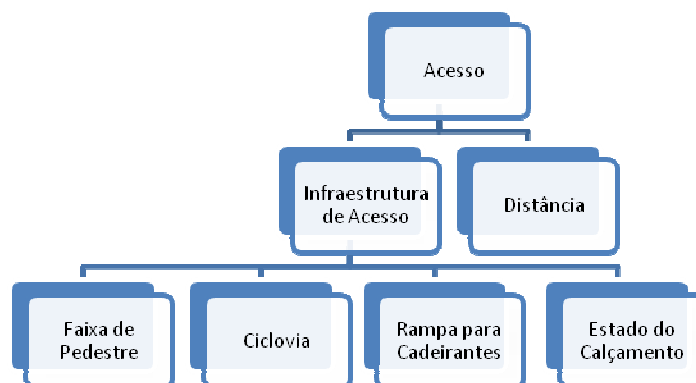 Acesso
Infraestrutura
de Acesso
Distância
Faixa de
Pedestre
Ciclovia
Rampa para
Cadeirantes
Estado do
Calçamento